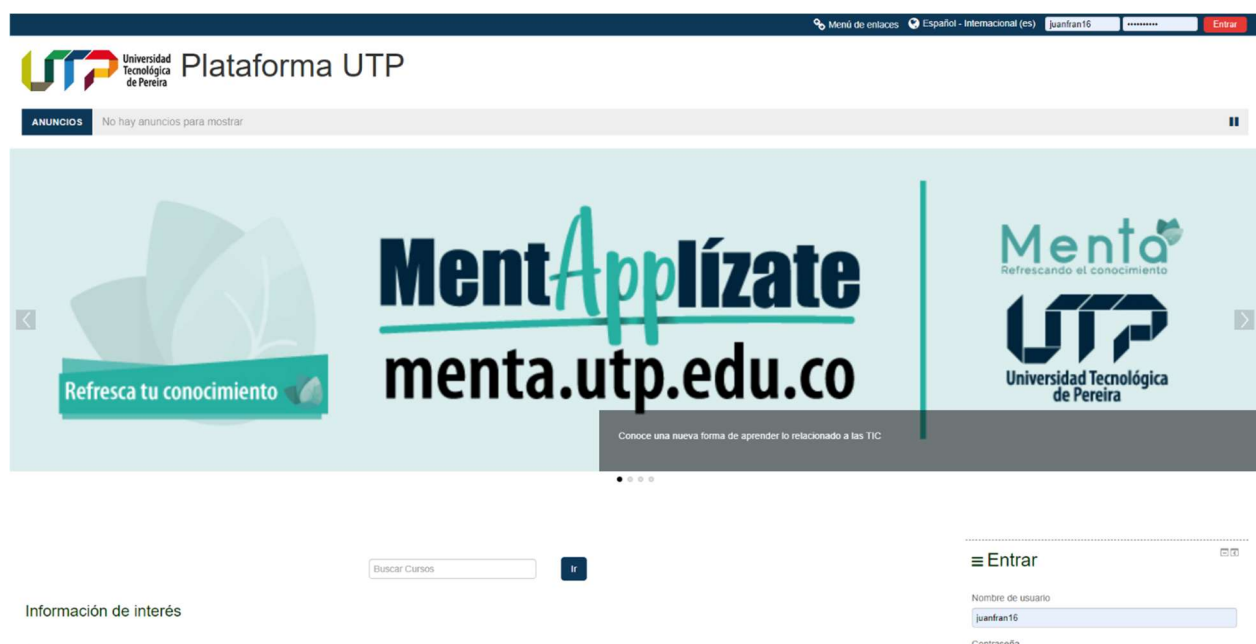 Menú de enlaces Español - Internacional (es) juanfran16 •••••••••• Entrar
UTP Universidad
Tecnológica
de Pereira
Plataforma UTP
ANUNCIOS No hay anuncios para mostrar
MentApplízate
menta.utp.edu.co
Refresca tu conocimiento
Menta
Refrescando el conocimiento
UTP
Universidad Tecnológica
de Pereira
Conoce una nueva forma de aprender lo relacionado a las TIC
Buscar Cursos Ir
Información de interés
Entrar
Nombre de usuario
juanfran16
Contraseña